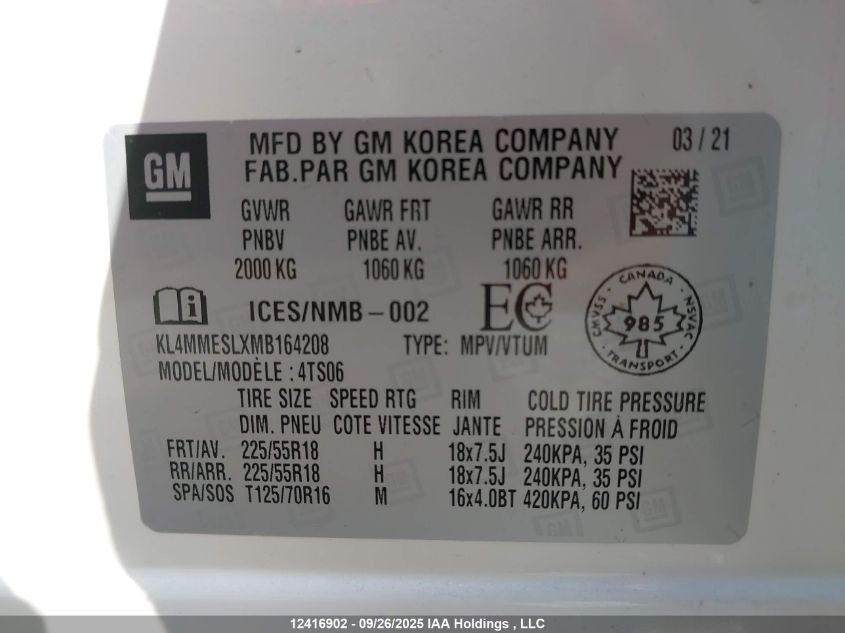 GM
MFD BY GM KOREA COMPANY 03 / 21
FAB.PAR GM KOREA COMPANY
GVWR GAWR FRT GAWR RR
PNBV PNBE AV. PNBE ARR.
2000 KG 1060 KG 1060 KG
i ICES/NMB-002 EC
CANADA
CMVSS 985 NSVAC
TRANSPORT
KL4MMESLXMB164208 TYPE: MPV/VTUM
MODEL/MODÈLE : 4TS06
TIRE SIZE SPEED RTG RIM COLD TIRE PRESSURE
DIM. PNEU COTE VITESSE JANTE PRESSION À FROID
FRT/AV. 225/55R18 H 18x7.5J 240KPA, 35 PSI
RR/ARR. 225/55R18 H 18x7.5J 240KPA, 35 PSI
SPA/SOS T125/70R16 M 16x4.0BT 420KPA, 60 PSI
12416902 - 09/26/2025 IAA Holdings , LLC